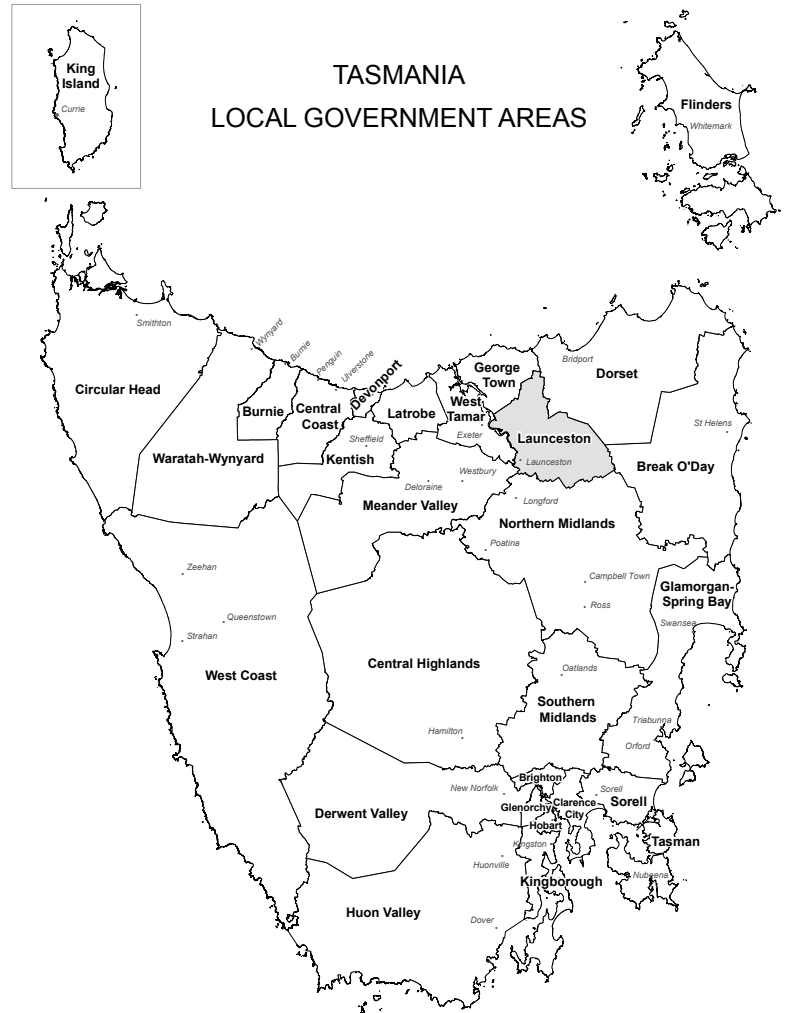 TASMANIA
LOCAL GOVERNMENT AREAS
King
Island
Currie
Flinders
Whitemark
Smithton
Wynyard
Burnie
Penguin
Ulverstone
Devonport
George
Town
Bridport
Dorset
Circular Head
Burnie
Central
Coast
Latrobe
West
Tamar
Exeter
Launceston
Launceston
St Helens
Sheffield
Kentish
Waratah-Wynyard
Westbury
Deloraine
Meander Valley
Break O'Day
Longford
Northern Midlands
Poatina
Zeehan
Campbell Town
Ross
Glamorgan-
Spring Bay
Swansea
Queenstown
Strahan
West Coast
Central Highlands
Oatlands
Southern
Midlands
Hamilton
Triabunna
Orford
Brighton
New Norfolk
Sorell
Glenorchy
Clarence
City
Sorell
Derwent Valley
Hobart
Kingston
Tasman
Huonville
Kingborough
Nubeena
Huon Valley
Dover